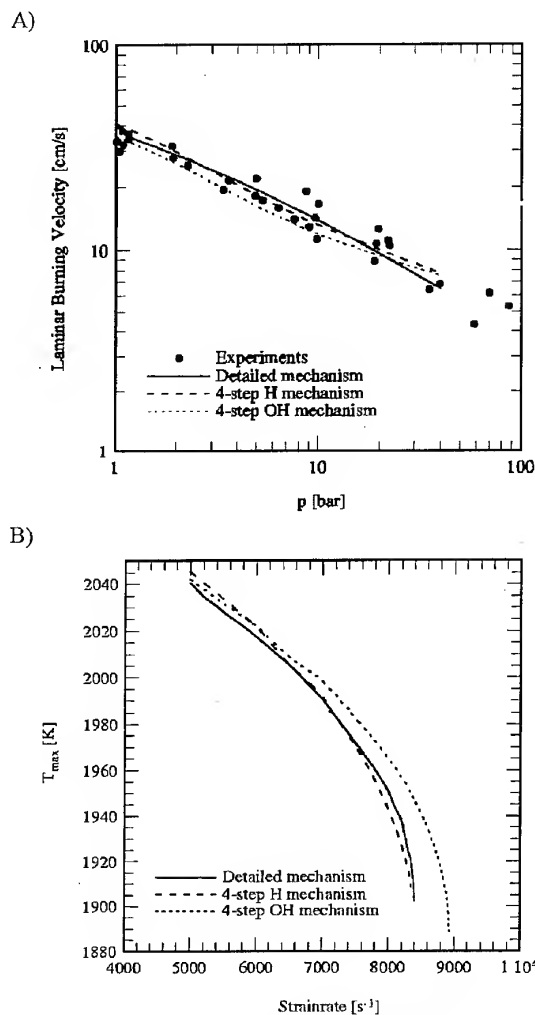 A)
100
10
1
Laminar Burning Velocity [cm/s]
Experiments
Detailed mechanism
4-step H mechanism
4-step OH mechanism
1
10
100
p [bar]
B)
2040
2020
2000
1980
1960
1940
1920
1900
1880
T max [K]
Detailed mechanism
4-step H mechanism
4-step OH mechanism
4000
5000
6000
7000
8000
9000
1 10⁴
Strainrate [s⁻¹]